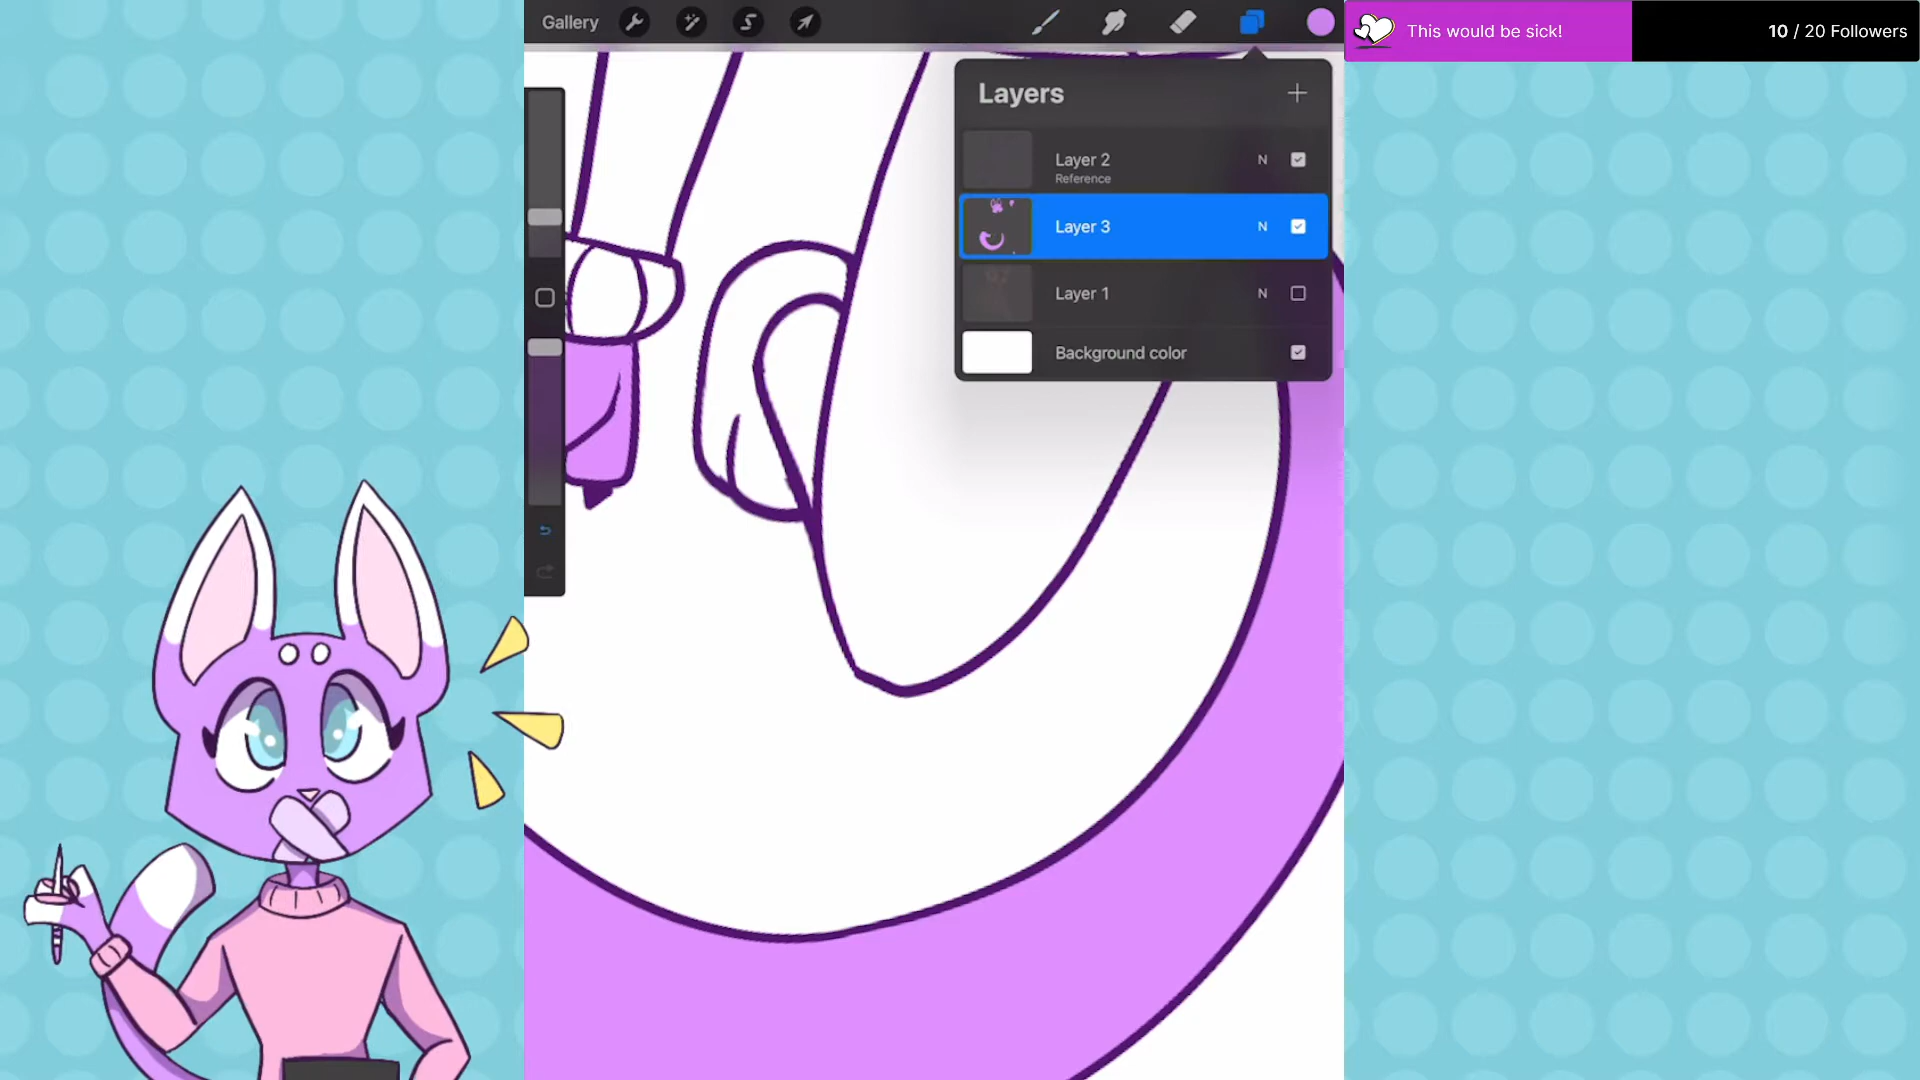 Gallery
This would be sick!
10 / 20 Followers
Layers
Layer 2
N
Reference
Layer 3
N
Layer 1
N
Background color